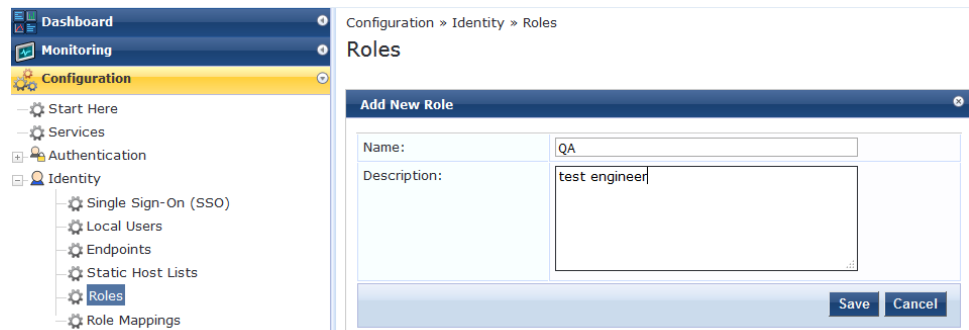 Dashboard
Monitoring
Configuration
Start Here
Services
Authentication
Identity
Single Sign-On (SSO)
Local Users
Endpoints
Static Host Lists
Roles
Role Mappings
Configuration » Identity » Roles
Roles
Add New Role
Name: QA
Description: test engineer
Save Cancel